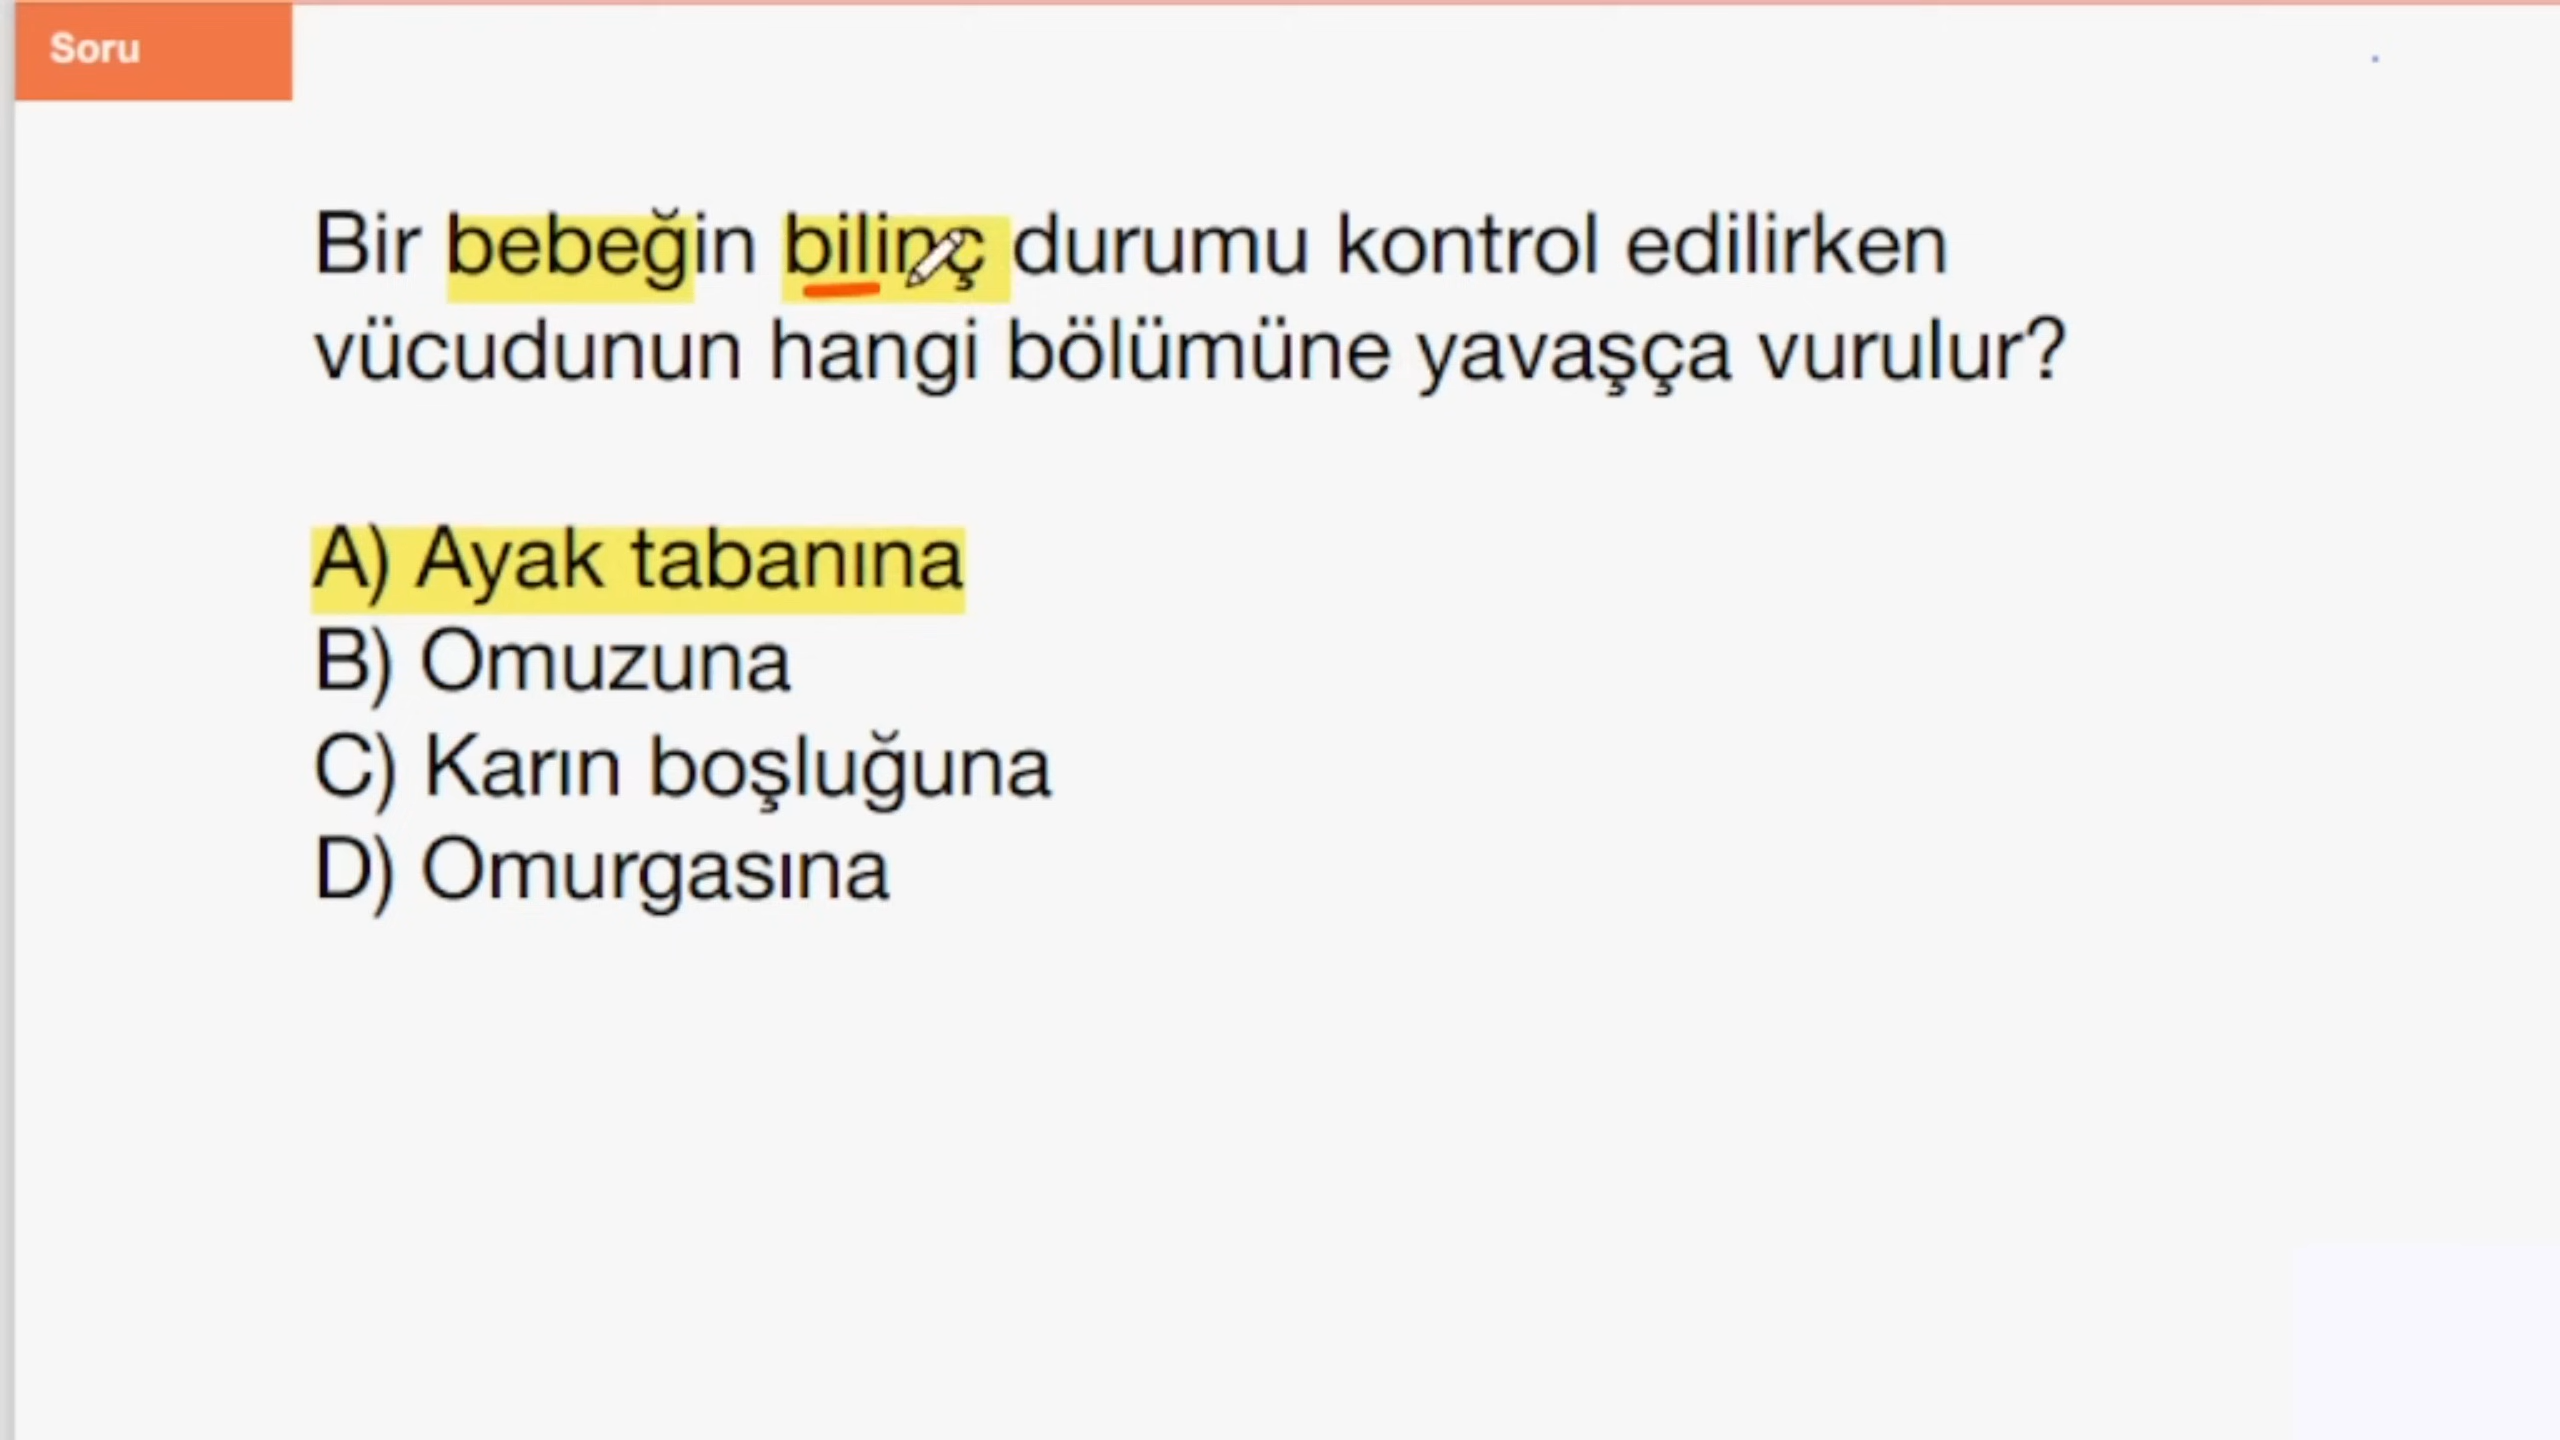 Soru
Bir bebeğin bilinç durumu kontrol edilirken
vücudunun hangi bölümüne yavaşça vurulur?
A) Ayak tabanına
B) Omuzuna
C) Karın boşluğuna
D) Omurgasına